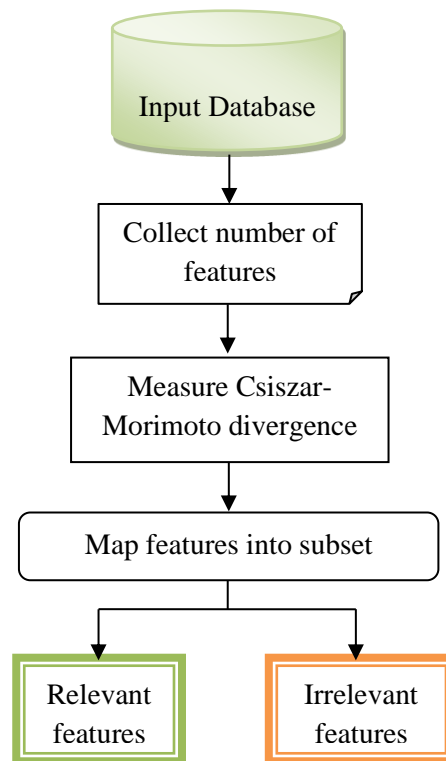 Input Database
Collect number of
features
Measure Csiszar-
Morimoto divergence
Map features into subset
Relevant
features
Irrelevant
features